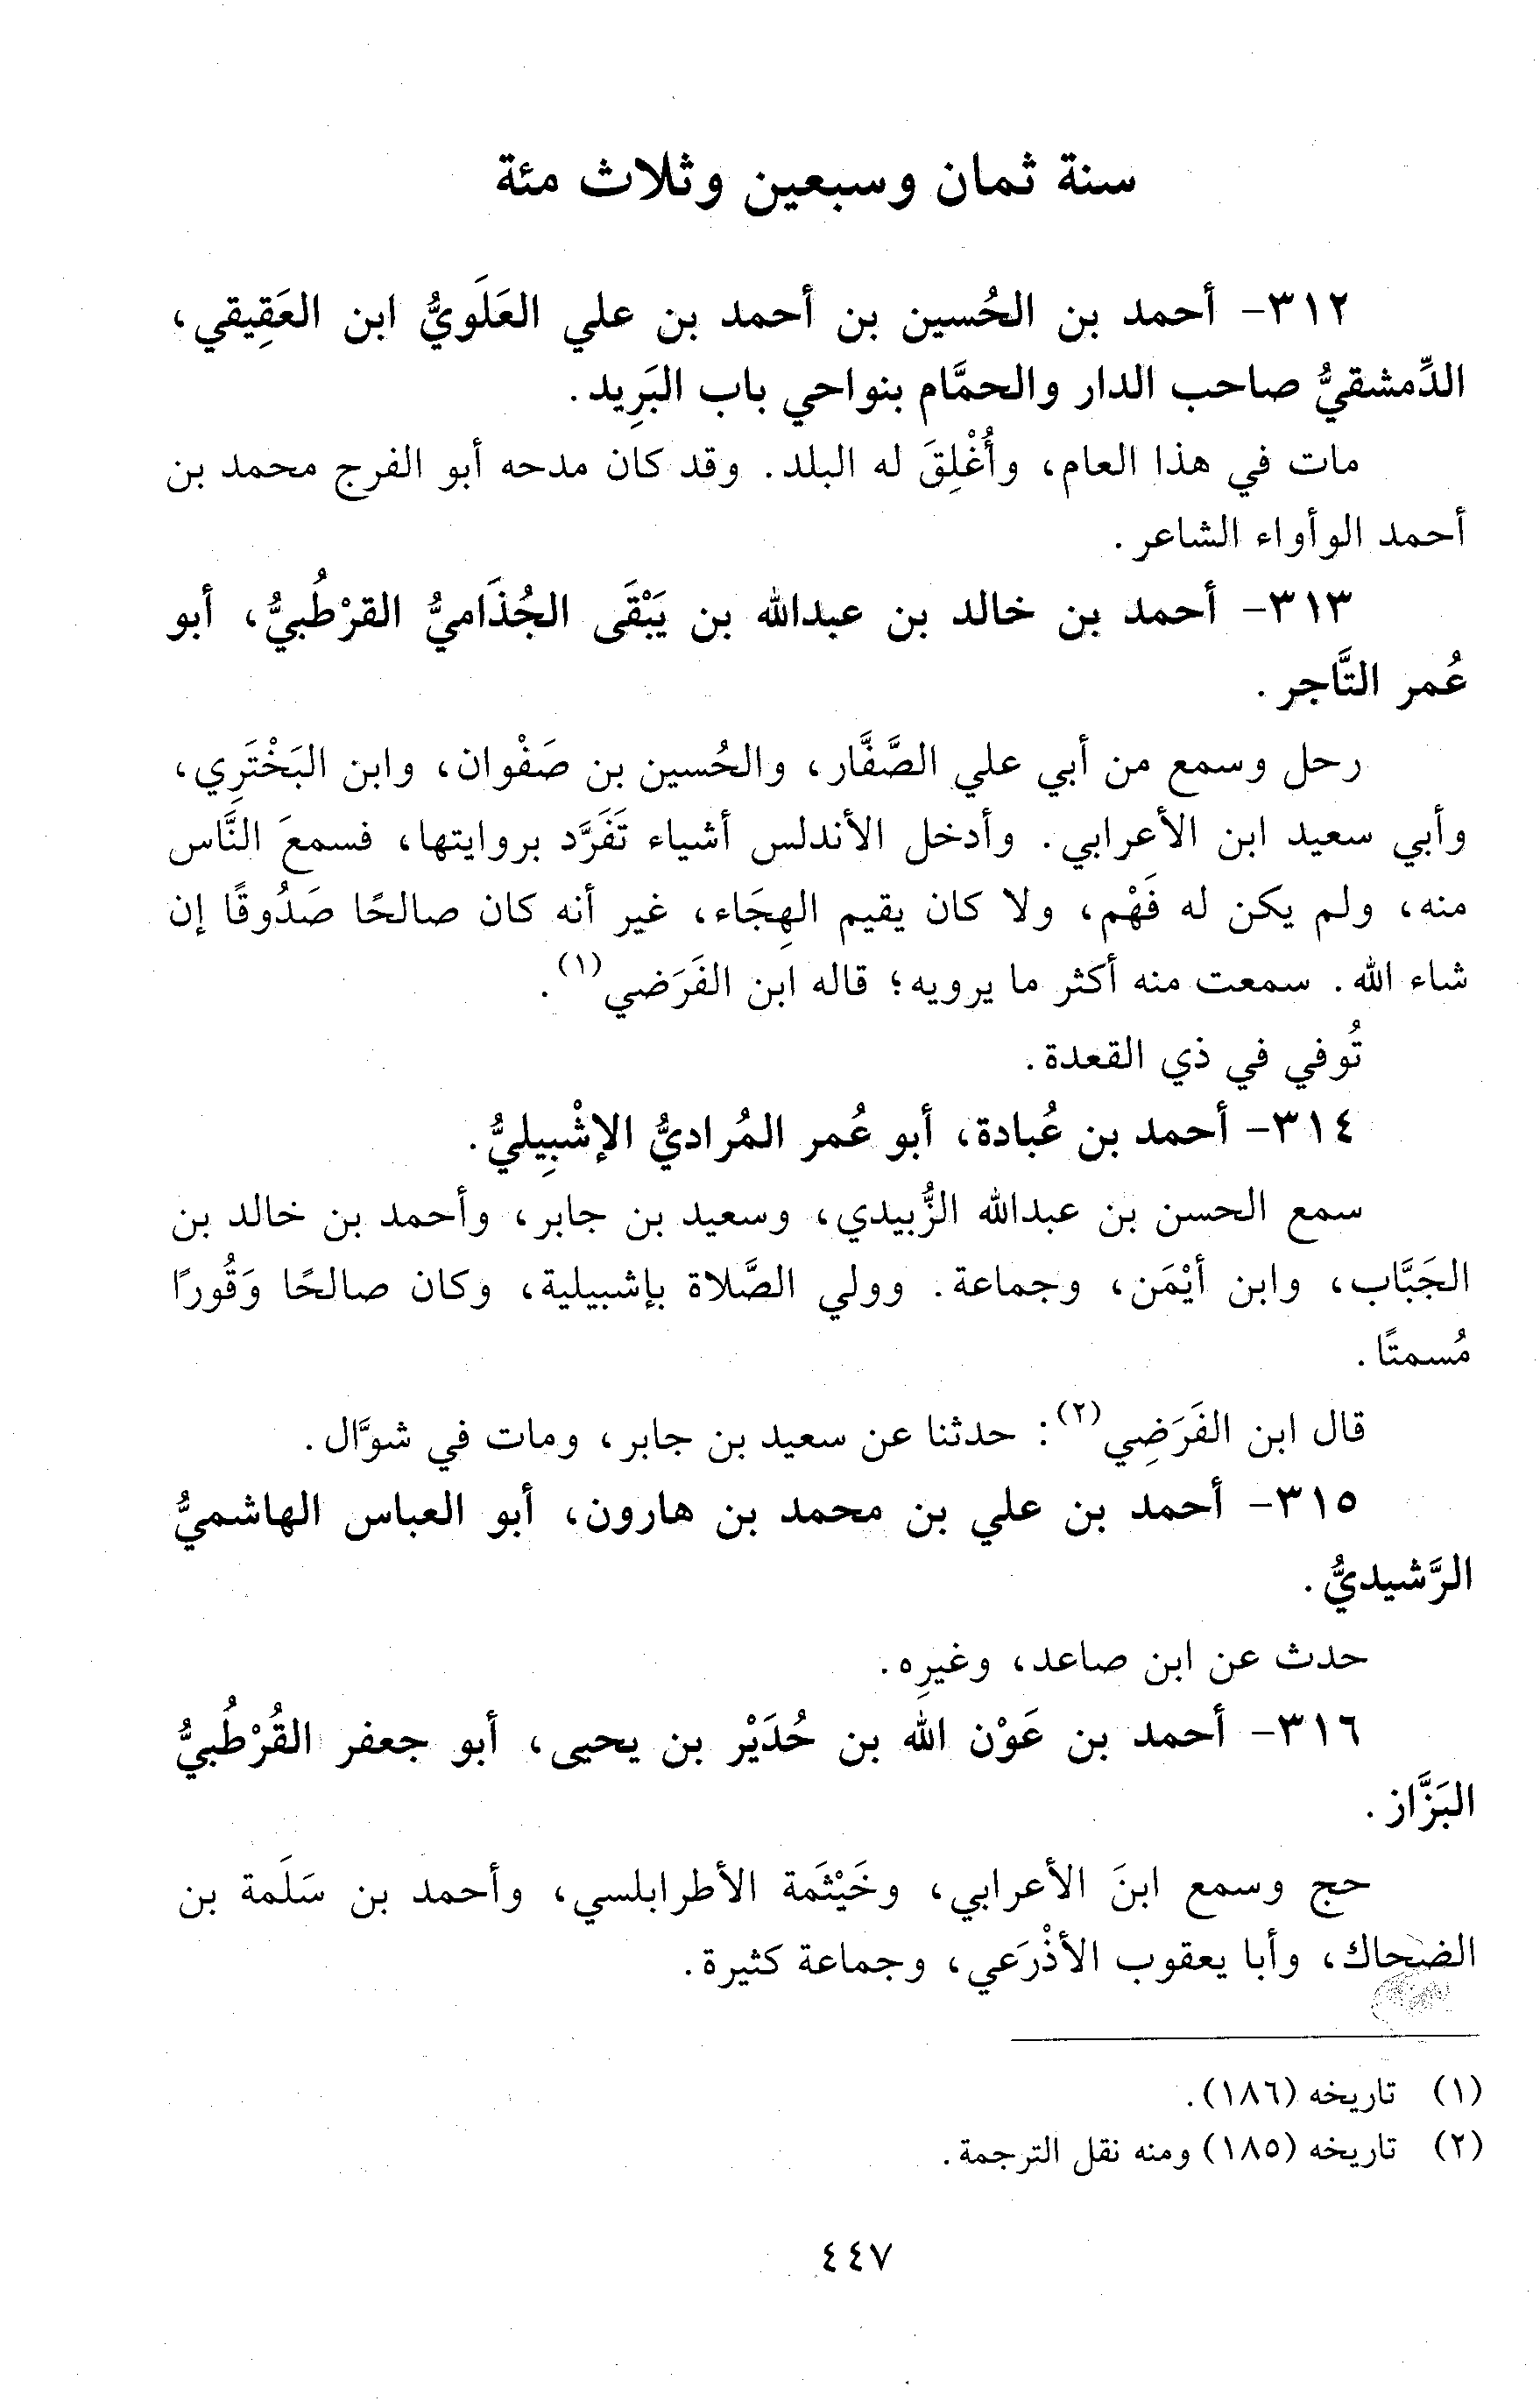 سنة ثمان وسبعين وثلاث مئة
٣١٢- أحمد بن الحُسين بن أحمد بن علي العَلَويُّ ابن العَقِيقي،
الدِّمشقيُّ صاحب الدار والحمَّام بنواحي باب البَرِيد.
مات في هذا العام، وأُغْلِقَ له البلد. وقد كان مدحه أبو الفرج محمد بن
أحمد الوأواء الشاعر.
٣١٣- أحمد بن خالد بن عبدالله بن يَبْقَى الجُذَاميُّ القرْطُبيُّ، أبو
عُمر التَّاجر.
رحل وسمع من أبي علي الصَّفَّار، والحُسين بن صَفْوان، وابن البَخْتَرِي،
وأبي سعيد ابن الأعرابي. وأدخل الأندلس أشياء تَفَرَّد بروايتها، فسمعَ النَّاس
منه، ولم يكن له فَهْم، ولا كان يقيم الهِجَاء، غير أنه كان صالحًا صَدُوقًا إن
شاء الله. سمعت منه أكثر ما يرويه؛ قاله ابن الفَرَضي(١).
تُوفي في ذي القعدة.
٣١٤- أحمد بن عُبادة، أبو عُمر المُراديُّ الإشْبِيليُّ.
سمع الحسن بن عبدالله الزُّبيدي، وسعيد بن جابر، وأحمد بن خالد بن
الجَبَّاب، وابن أيْمَن، وجماعة. وولي الصَّلاة بإشبيلية، وكان صالحًا وَقُورًا
مُسمتًا.
قال ابن الفَرَضِي(٢): حدثنا عن سعيد بن جابر، ومات في شوَّال.
٣١٥- أحمد بن علي بن محمد بن هارون، أبو العباس الهاشميُّ
الرَّشيديُّ.
حدث عن ابن صاعد، وغيرِه.
٣١٦- أحمد بن عَوْن الله بن حُدَيْر بن يحيى، أبو جعفر القُرْطُبيُّ
البَزَّاز.
حج وسمع ابنَ الأعرابي، وخَيْثَمة الأطرابلسي، وأحمد بن سَلَمة بن
الضحاك، وأبا يعقوب الأذْرَعي، وجماعة كثيرة.
(١) تاريخه (١٨٦).
(٢) تاريخه (١٨٥) ومنه نقل الترجمة.
٤٤٧